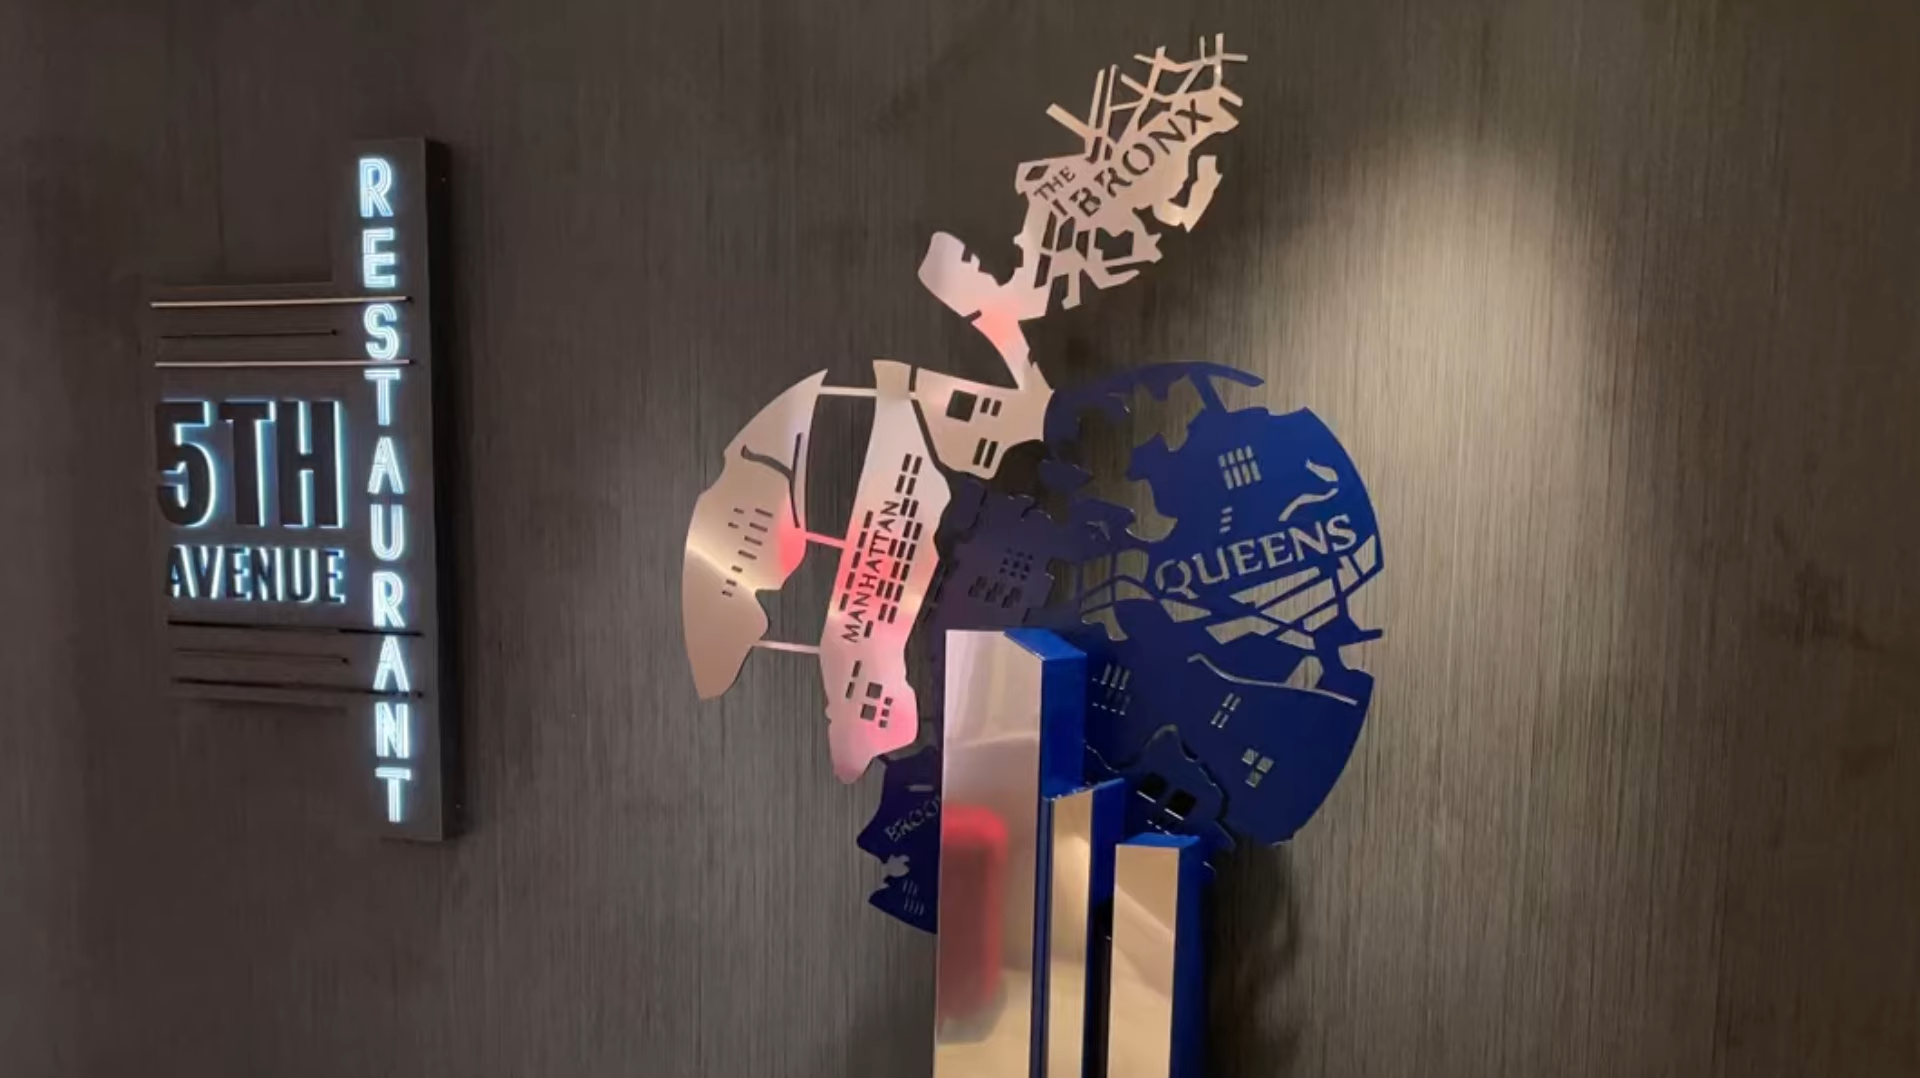 RESTAURANT
5TH
AVENUE
THE
BRONX
MANHATTAN
QUEENS